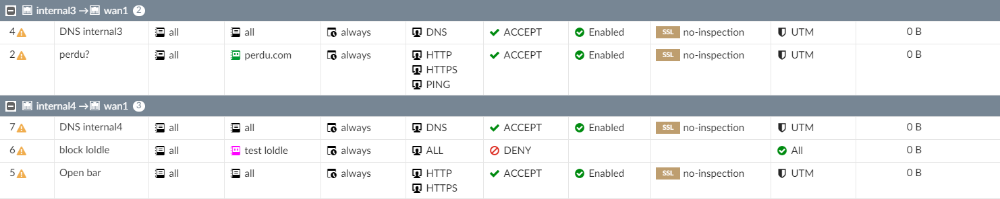 internal3 → wan1 2
4 DNS internal3 all all always DNS ACCEPT Enabled SSL no-inspection UTM 0 B
2 perdu? all perdu.com always HTTP ACCEPT Enabled SSL no-inspection UTM 0 B
HTTPS
PING
internal4 → wan1 3
7 DNS internal4 all all always DNS ACCEPT Enabled SSL no-inspection UTM 0 B
6 block loldle all test loldle always ALL DENY All 0 B
5 Open bar all all always HTTP ACCEPT Enabled SSL no-inspection UTM 0 B
HTTPS